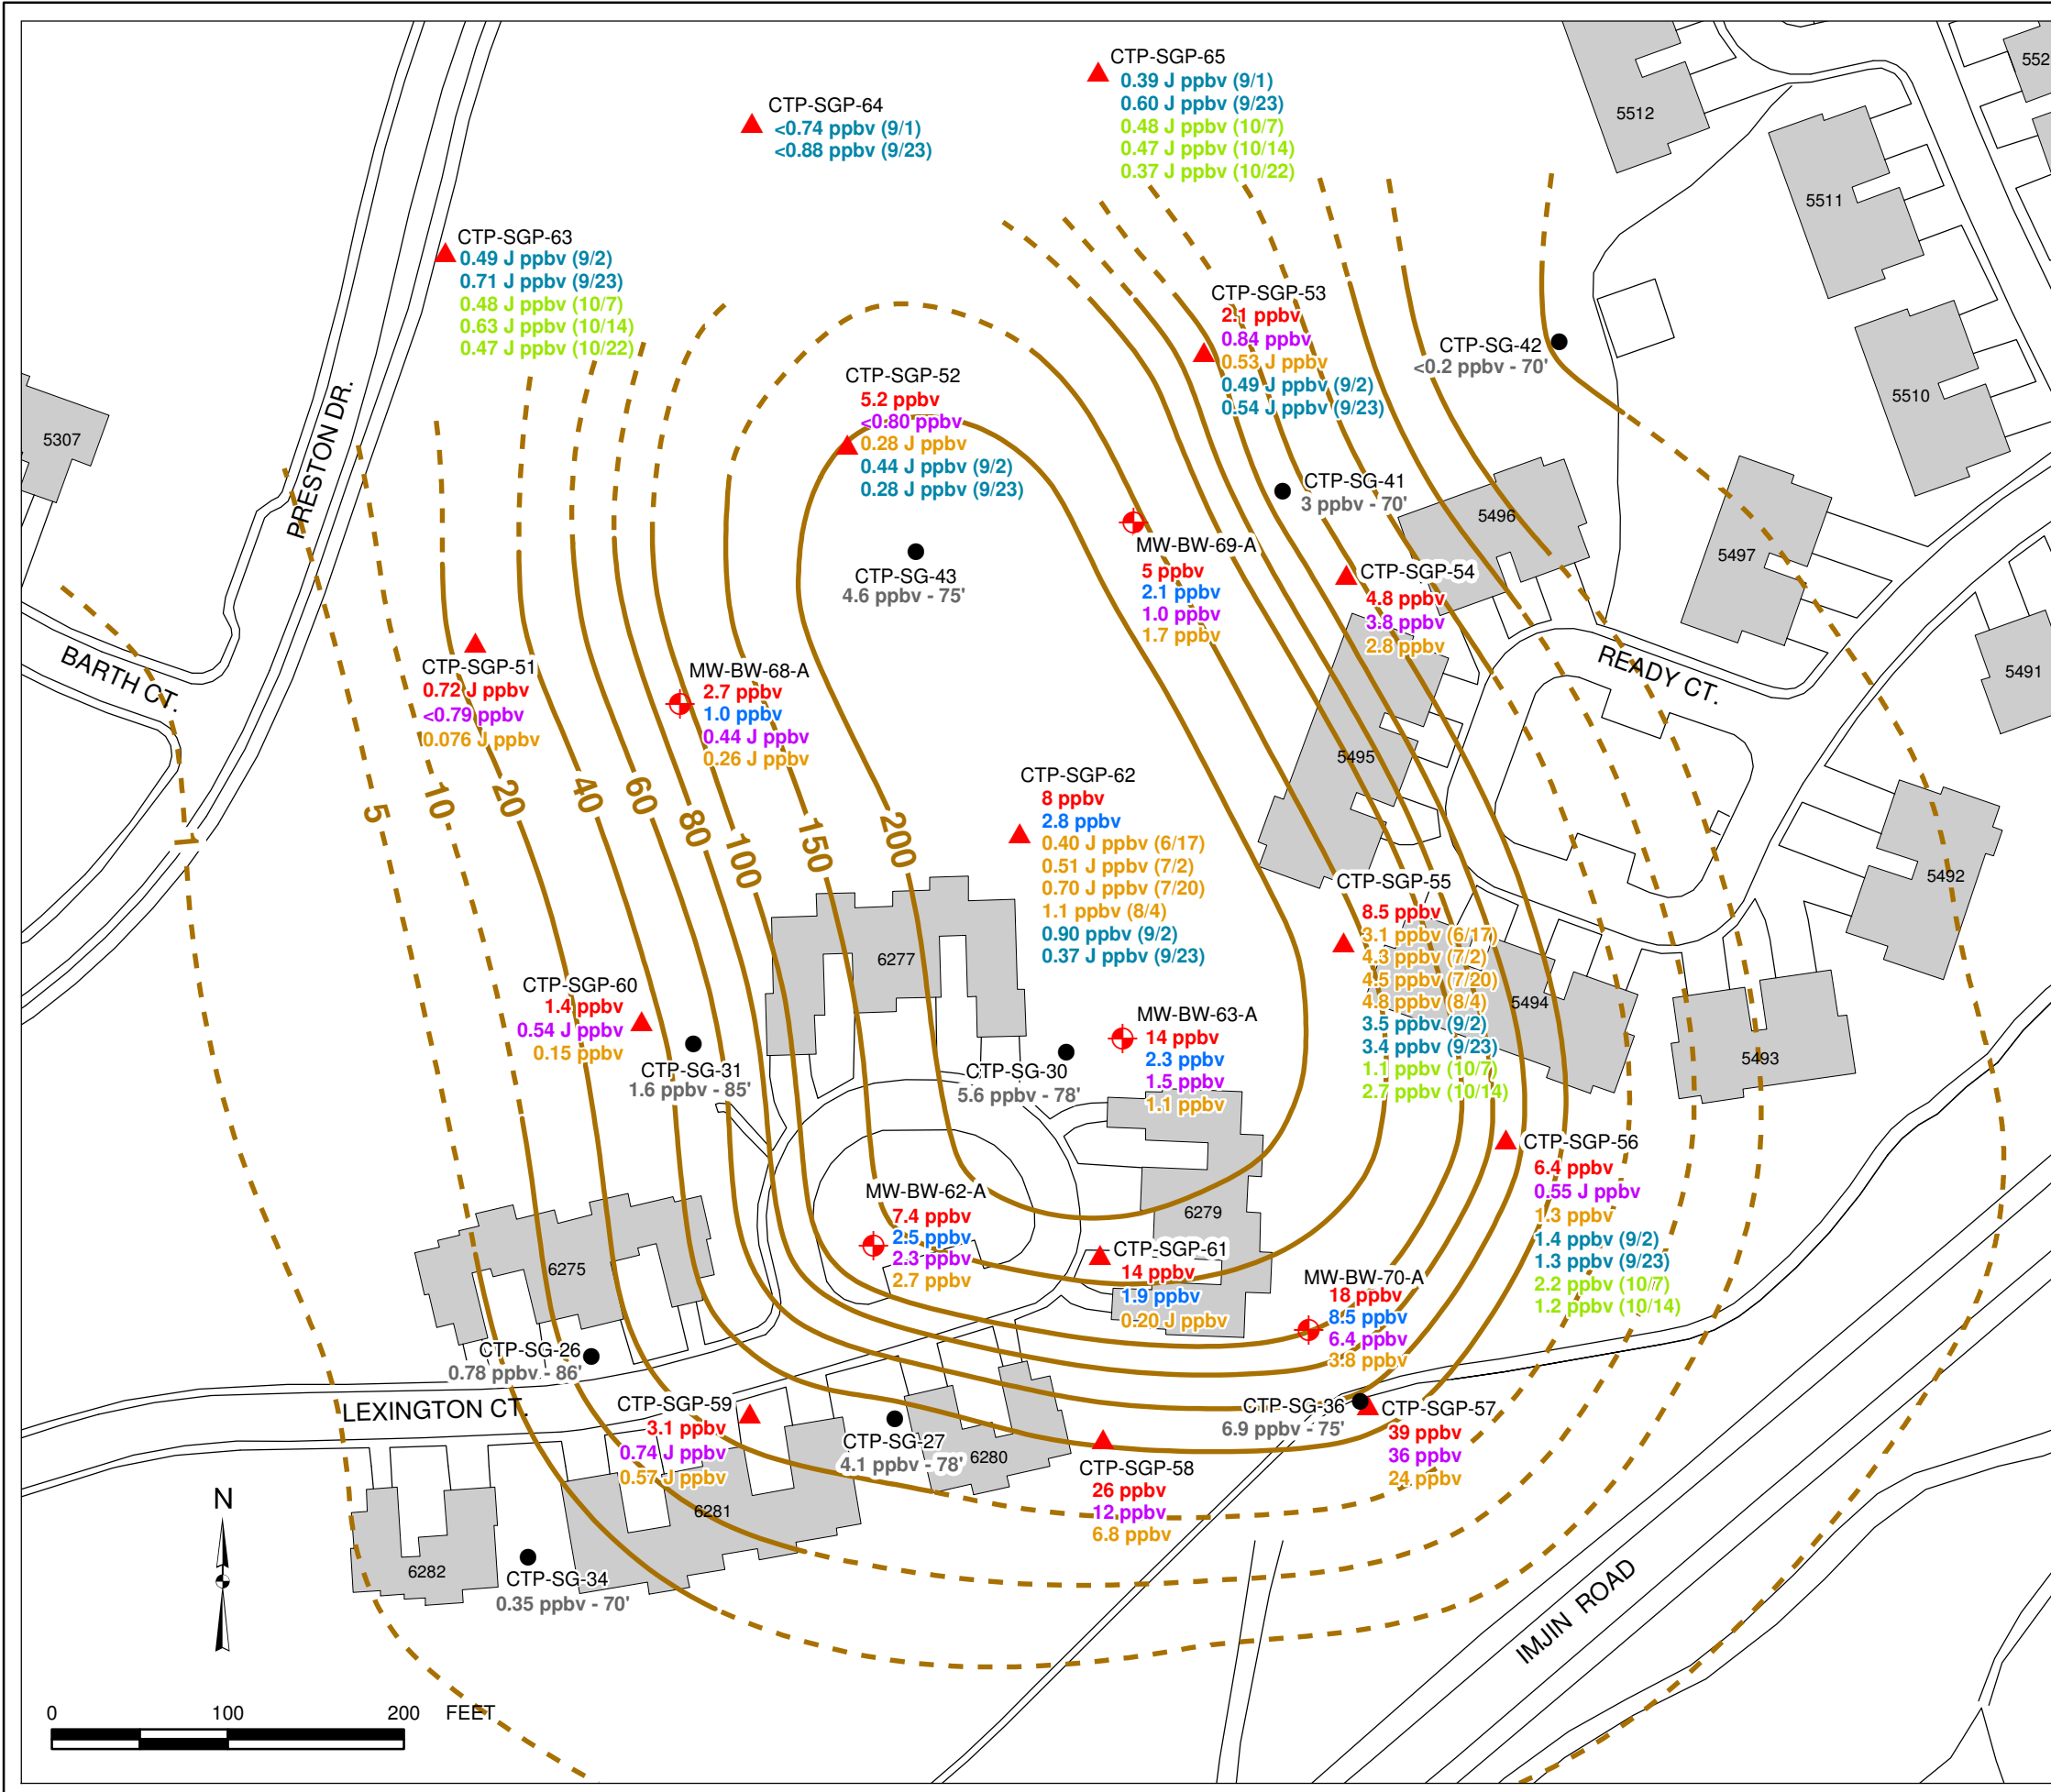 CTP-SGP-65
0.39 J ppbv (9/1)
0.60 J ppbv (9/23)
0.48 J ppbv (10/7)
0.47 J ppbv (10/14)
0.37 J ppbv (10/22)
CTP-SGP-64
<0.74 ppbv (9/1)
<0.88 ppbv (9/23)
5512
552
5511
5510
CTP-SGP-63
0.49 J ppbv (9/2)
0.71 J ppbv (9/23)
0.48 J ppbv (10/7)
0.63 J ppbv (10/14)
0.47 J ppbv (10/22)
CTP-SGP-53
2.1 ppbv
0.84 ppbv
0.53 J ppbv
0.49 J ppbv (9/2)
0.54 J ppbv (9/23)
CTP-SG-42
<0.2 ppbv - 70'
CTP-SGP-52
5.2 ppbv
<0.80 ppbv
0.28 J ppbv
0.44 J ppbv (9/2)
0.28 J ppbv (9/23)
5307
PRESTON DR.
CTP-SG-41
3 ppbv - 70'
5496
5497
MW-BW-69-A
5 ppbv
2.1 ppbv
1.0 ppbv
1.7 ppbv
CTP-SG-43
4.6 ppbv - 75'
CTP-SGP-54
4.8 ppbv
3.8 ppbv
2.8 ppbv
READY CT.
5491
BARTH CT.
CTP-SGP-51
0.72 J ppbv
<0.79 ppbv
0.076 J ppbv
MW-BW-68-A
2.7 ppbv
1.0 ppbv
0.44 J ppbv
0.26 J ppbv
5495
1
5
10
20
40
60
80
100
150
200
CTP-SGP-62
8 ppbv
2.8 ppbv
0.40 J ppbv (6/17)
0.51 J ppbv (7/2)
0.70 J ppbv (7/20)
1.1 ppbv (8/4)
0.90 ppbv (9/2)
0.37 J ppbv (9/23)
CTP-SGP-55
8.5 ppbv
3.1 ppbv (6/17)
4.3 ppbv (7/2)
4.5 ppbv (7/20)
4.8 ppbv (8/4)
3.5 ppbv (9/2)
3.4 ppbv (9/23)
1.1 ppbv (10/7)
2.7 ppbv (10/14)
5492
6277
5494
5493
CTP-SGP-60
1.4 ppbv
0.54 J ppbv
0.15 ppbv
CTP-SG-31
1.6 ppbv - 85'
CTP-SG-30
5.6 ppbv - 78'
MW-BW-63-A
14 ppbv
2.3 ppbv
1.5 ppbv
1.1 ppbv
CTP-SGP-56
6.4 ppbv
0.55 J ppbv
1.3 ppbv
1.4 ppbv (9/2)
1.3 ppbv (9/23)
2.2 ppbv (10/7)
1.2 ppbv (10/14)
MW-BW-62-A
7.4 ppbv
2.5 ppbv
2.3 ppbv
2.7 ppbv
6279
CTP-SGP-61
14 ppbv
1.9 ppbv
0.20 J ppbv
6275
MW-BW-70-A
18 ppbv
8.5 ppbv
6.4 ppbv
3.8 ppbv
CTP-SG-26
0.78 ppbv - 86'
LEXINGTON CT.
CTP-SGP-59
3.1 ppbv
0.74 J ppbv
0.57 J ppbv
CTP-SG-27
4.1 ppbv - 78'
6280
CTP-SG-36
6.9 ppbv - 75'
CTP-SGP-57
39 ppbv
36 ppbv
24 ppbv
CTP-SGP-58
26 ppbv
12 ppbv
6.8 ppbv
6281
N
6282
CTP-SG-34
0.35 ppbv - 70'
IMJIN ROAD
0 100 200 FEET